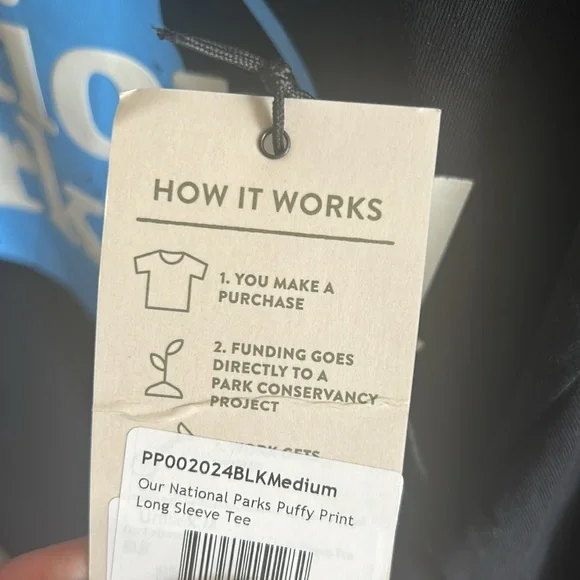 HOW IT WORKS
1. YOU MAKE A
PURCHASE
2. FUNDING GOES
DIRECTLY TO A
PARK CONSERVANCY
PROJECT
GETS
PP002024BLKMedium
Our National Parks Puffy Print
Long Sleeve Tee